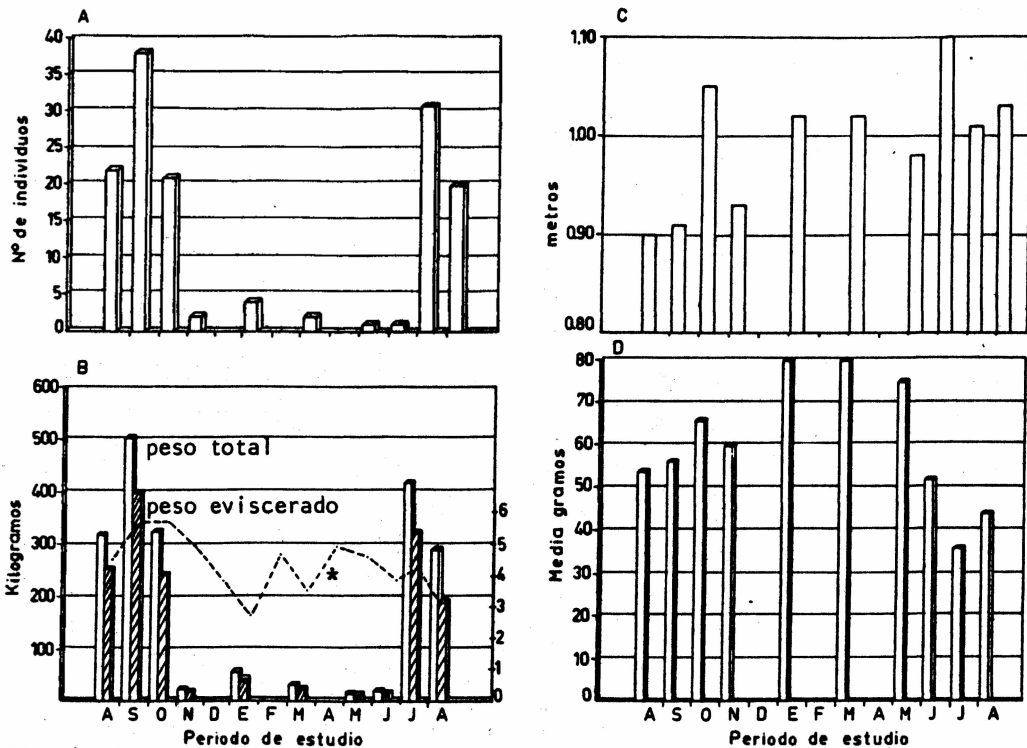 A
40
35
30
25
20
15
10
5
0
Nº de individuos
C
1,10
1.00
0.90
0.80
metros
B
600
500
400
300
200
100
Kilogramos
peso total
peso eviscerado
*
6
5
4
3
2
1
0
A S O N D E F M A M J J A
Periodo de estudio
D
80
70
60
50
40
30
20
10
0
Media gramos
A S O N D E F M A M J J A
Periodo de estudio